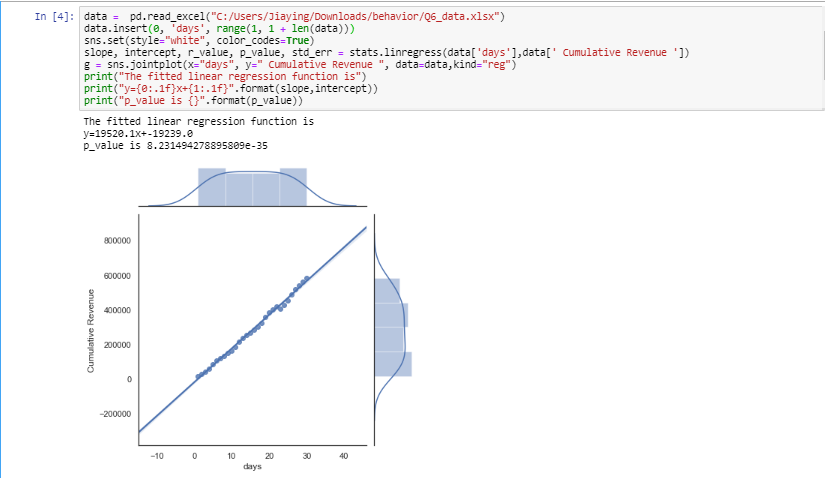 In [4]:
data =  pd.read_excel("C:/Users/Jiaying/Downloads/behavior/Q6_data.xlsx")
data.insert(0, 'days', range(1, 1 + len(data)))
sns.set(style="white", color_codes=True)
slope, intercept, r_value, p_value, std_err = stats.linregress(data['days'],data[' Cumulative Revenue '])
g = sns.jointplot(x="days", y=" Cumulative Revenue ", data=data,kind="reg")
print("The fitted linear regression function is")
print("y={0:.1f}x+{1:.1f}".format(slope,intercept))
print("p_value is {}".format(p_value))
The fitted linear regression function is
y=19520.1x+-19239.0
p_value is 8.231494278895809e-35
800000
600000
400000
200000
0
−200000
Cumulative Revenue
−10 0 10 20 30 40
days